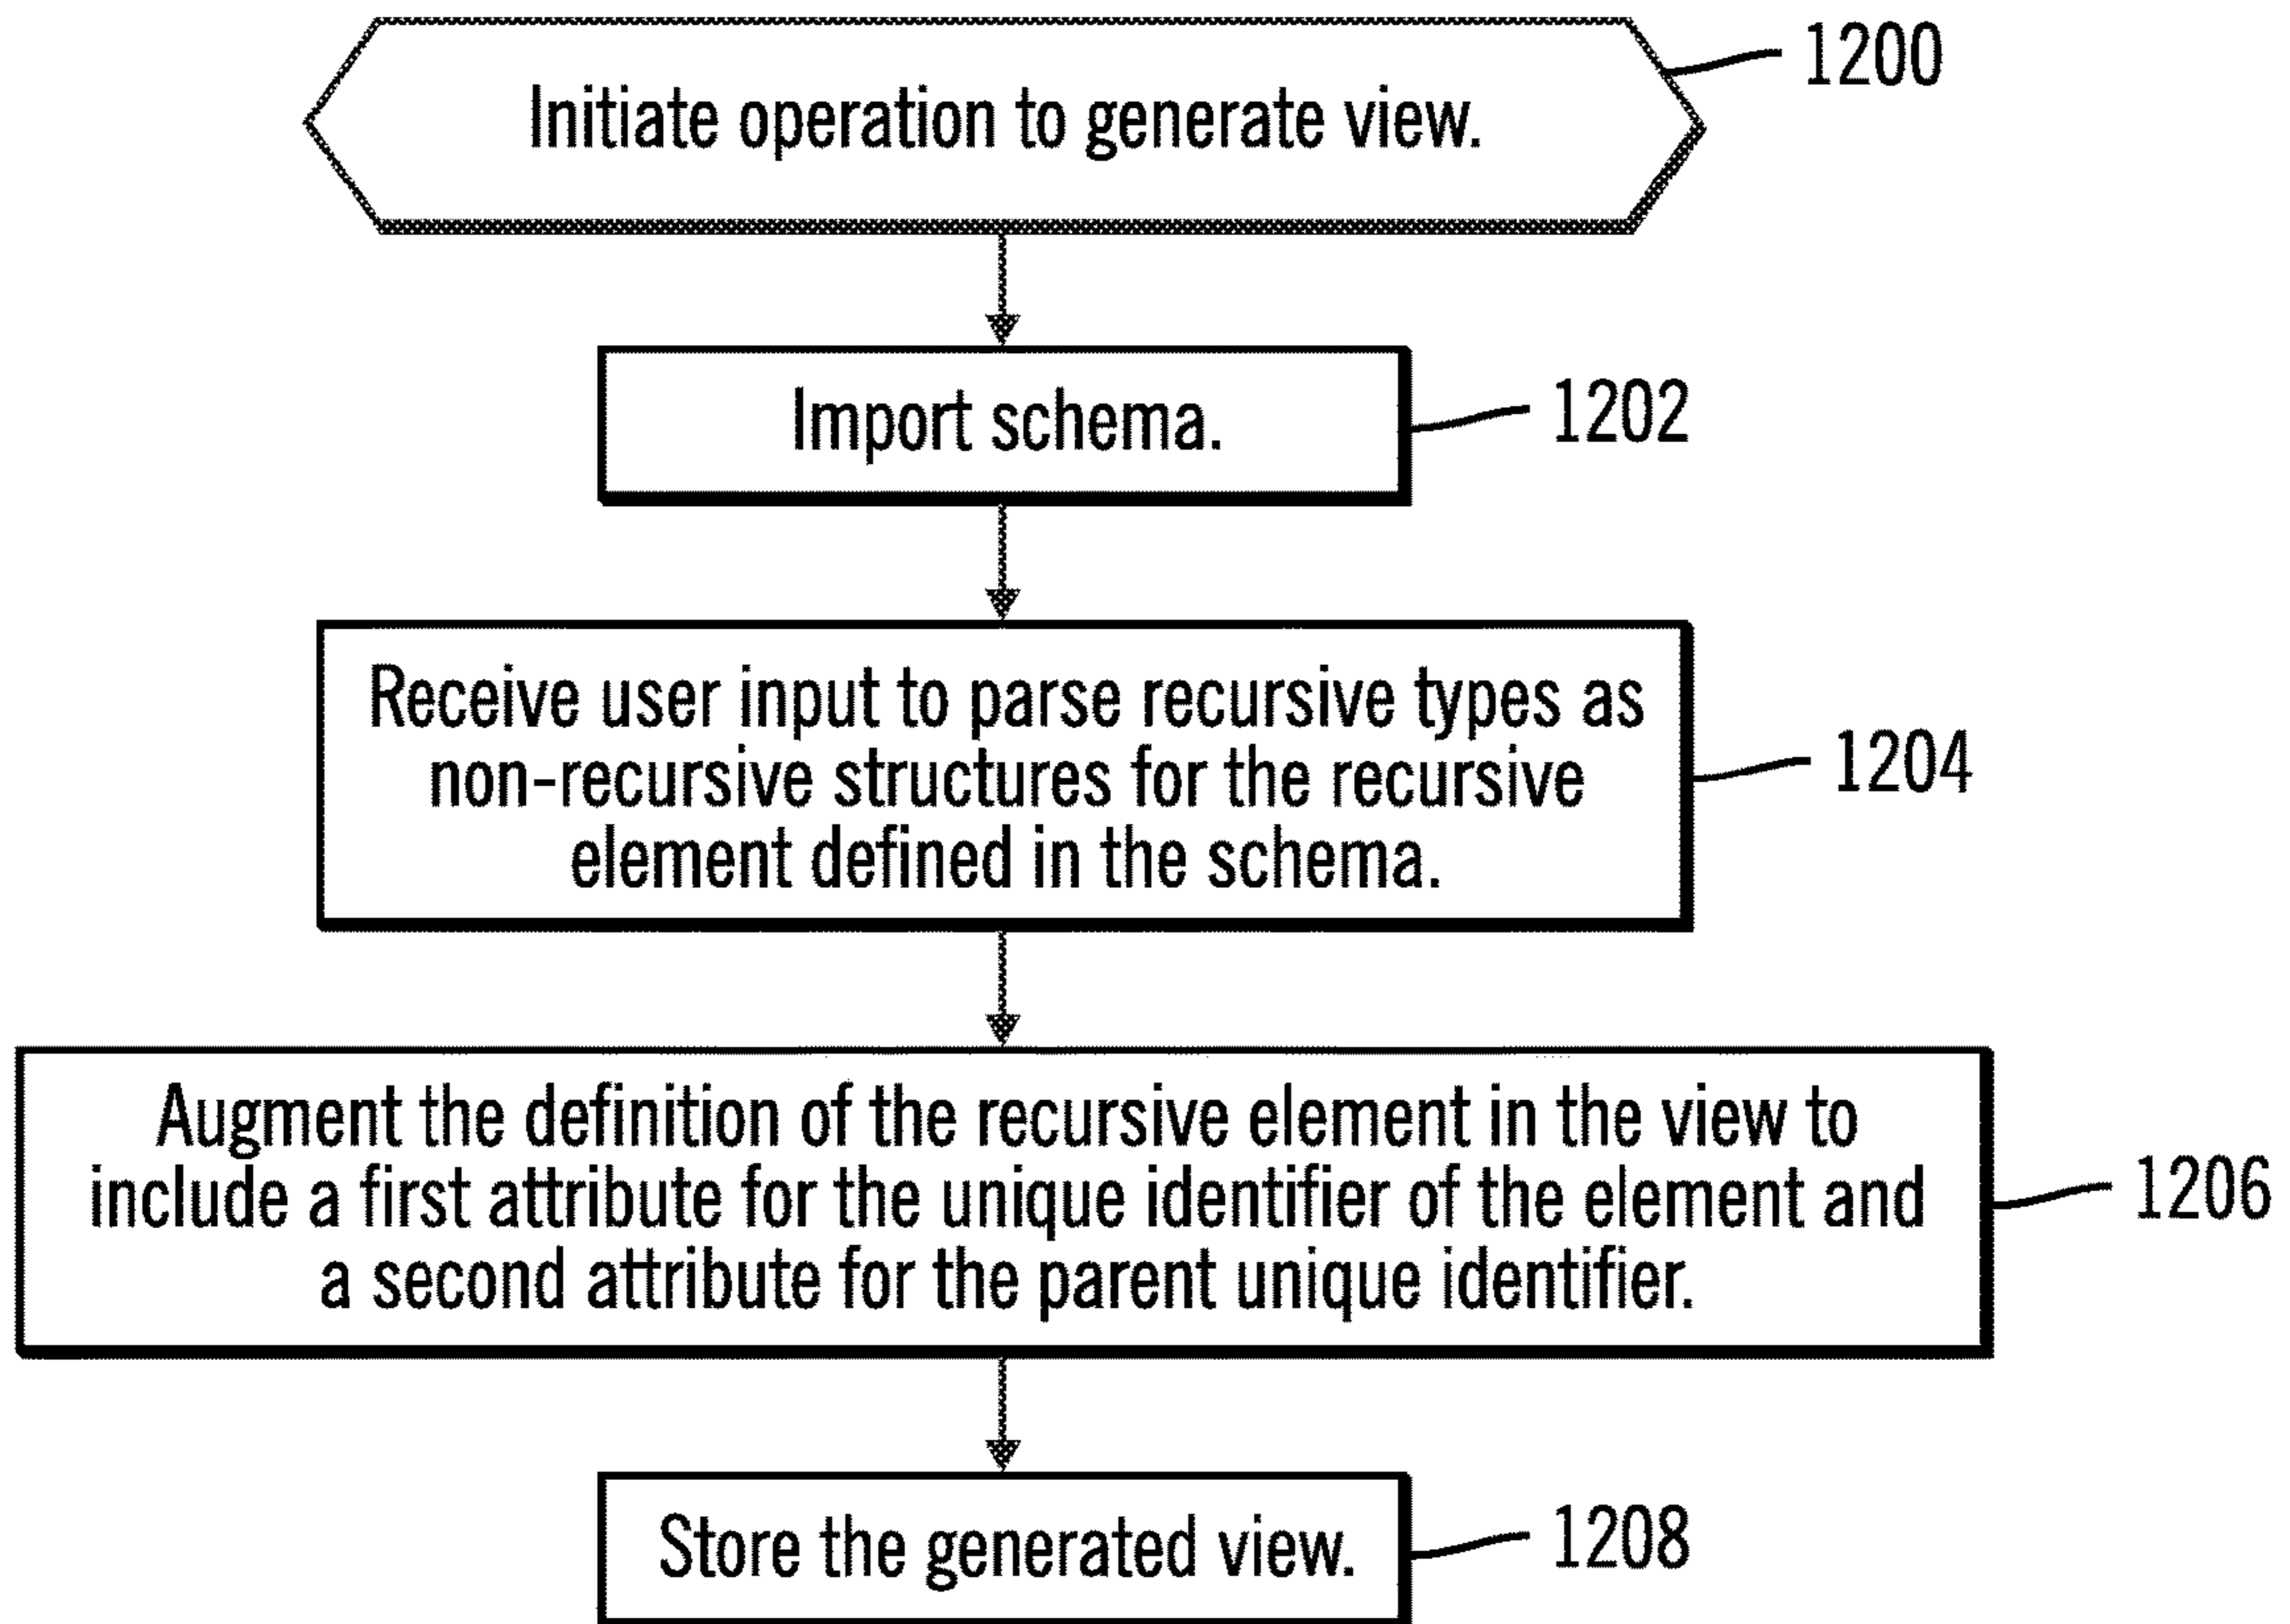 Initiate operation to generate view.
1200
Import schema.
1202
Receive user input to parse recursive types as
non-recursive structures for the recursive
element defined in the schema.
1204
Augment the definition of the recursive element in the view to
include a first attribute for the unique identifier of the element and
a second attribute for the parent unique identifier.
1206
Store the generated view.
1208